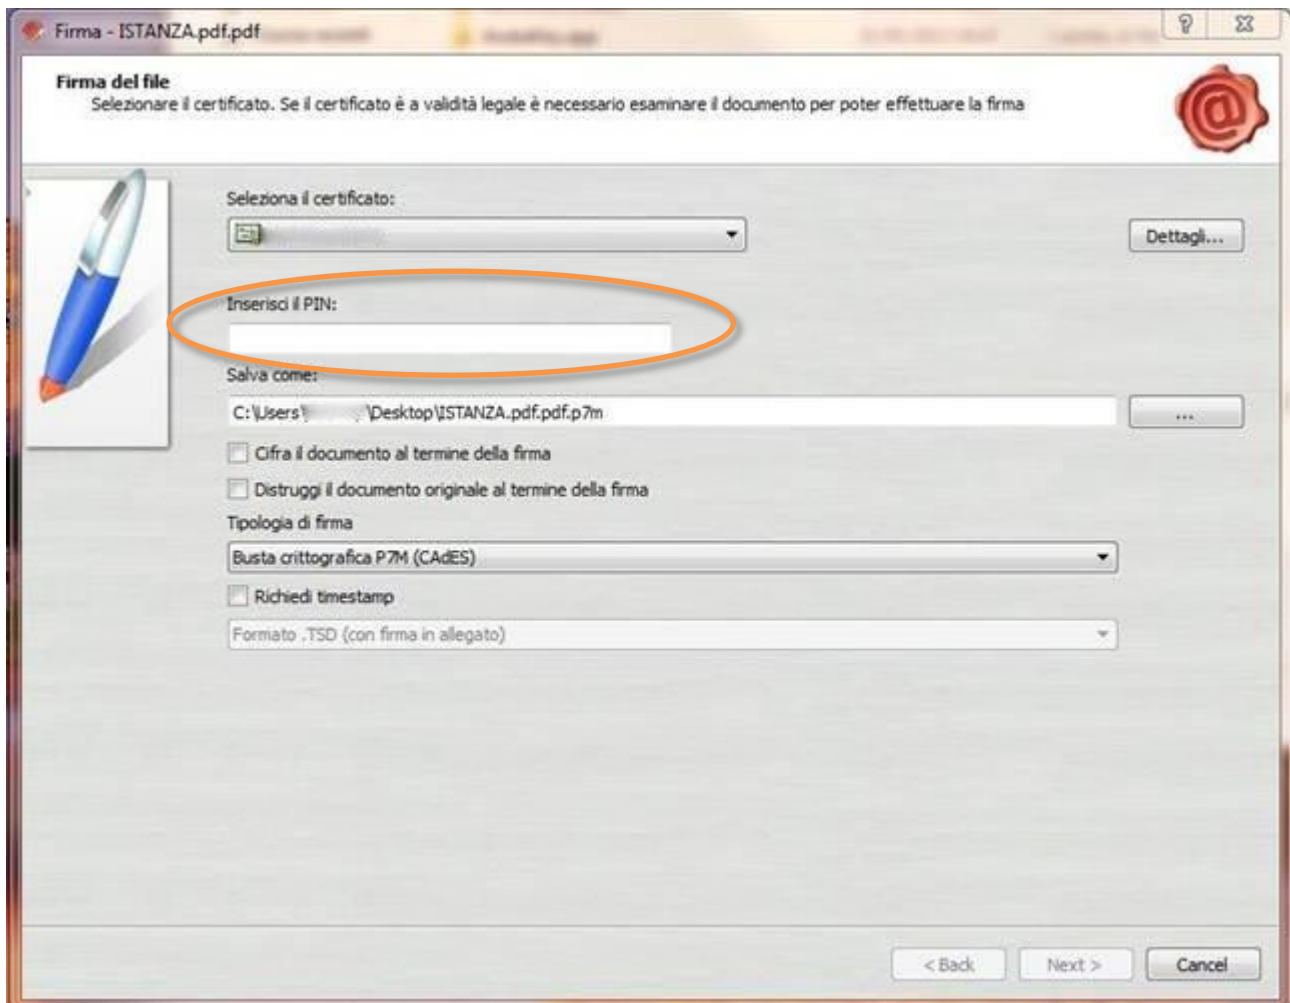 Firma - ISTANZA.pdf.pdf
Firma del file
Selezionare il certificato. Se il certificato è a validità legale è necessario esaminare il documento per poter effettuare la firma
Seleziona il certificato:
Dettagli...
Inserisci il PIN:
Salva come:
C:\Users\ \Desktop\ISTANZA.pdf.pdf.p7m
...
Cifra il documento al termine della firma
Distruggi il documento originale al termine della firma
Tipologia di firma
Busta crittografica P7M (CAdES)
Richiedi timestamp
Formato .TSD (con firma in allegato)
< Back Next > Cancel